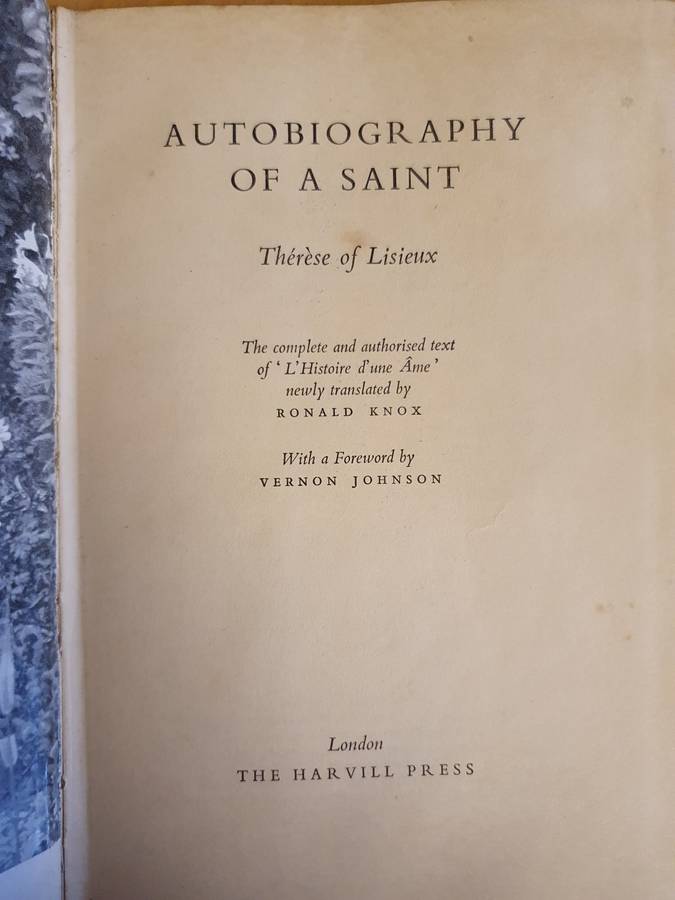 AUTOBIOGRAPHY
OF A SAINT
Thérèse of Lisieux
The complete and authorised text
of ‘ L’Histoire d’une Âme ’
newly translated by
RONALD KNOX
With a Foreword by
VERNON JOHNSON
London
THE HARVILL PRESS